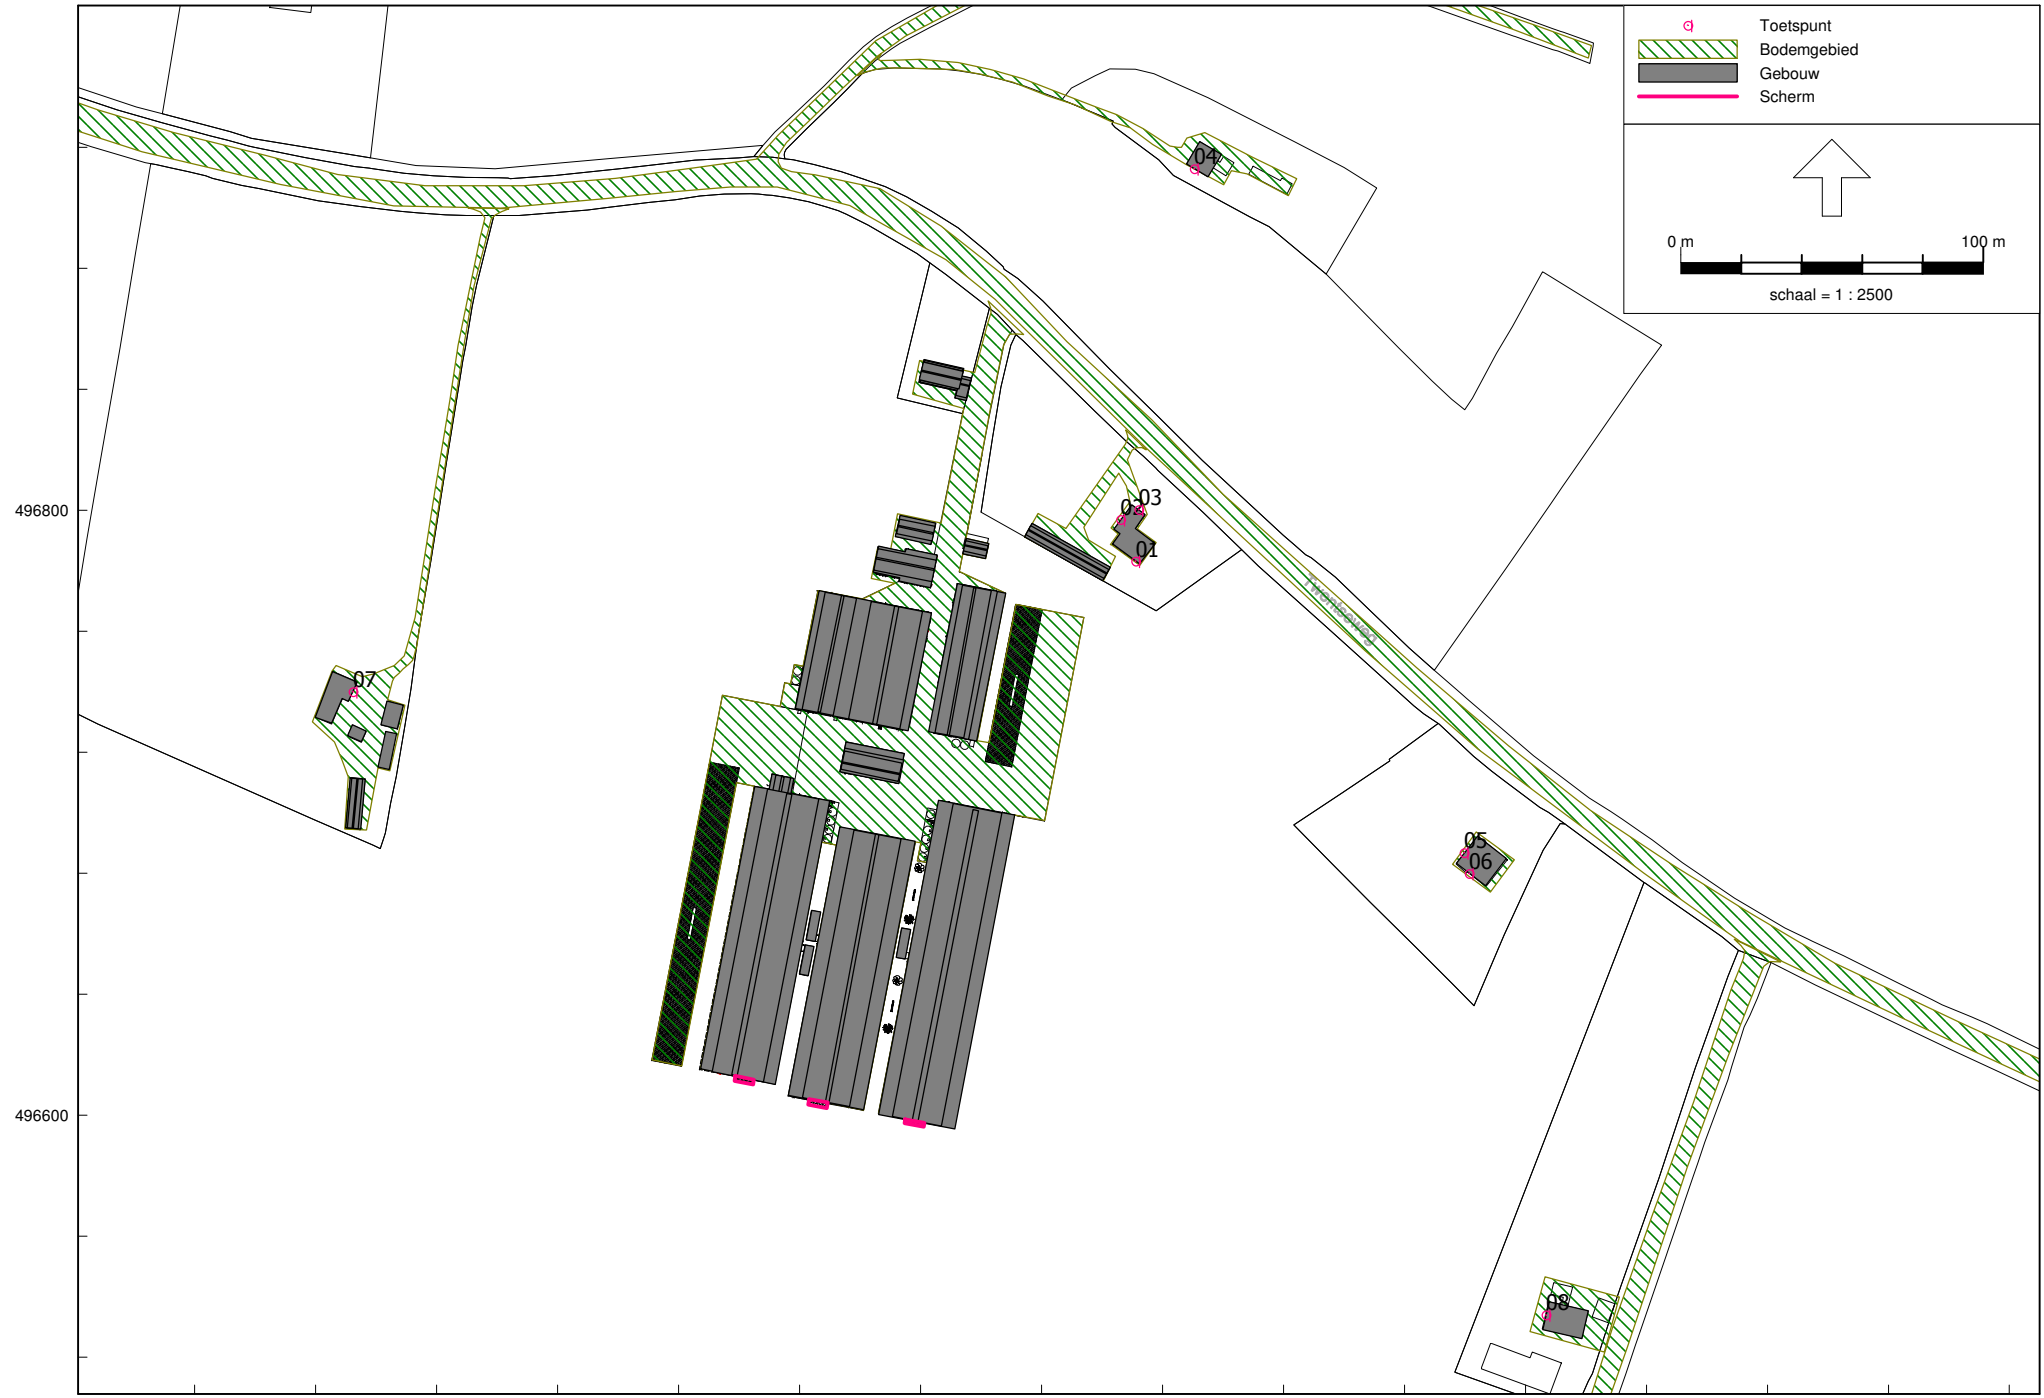 Toetspunt
Bodemgebied
Gebouw
Scherm
0 m 100 m
schaal = 1 : 2500
04
496800
03
02
01
Twentseweg
07
05
06
496600
08